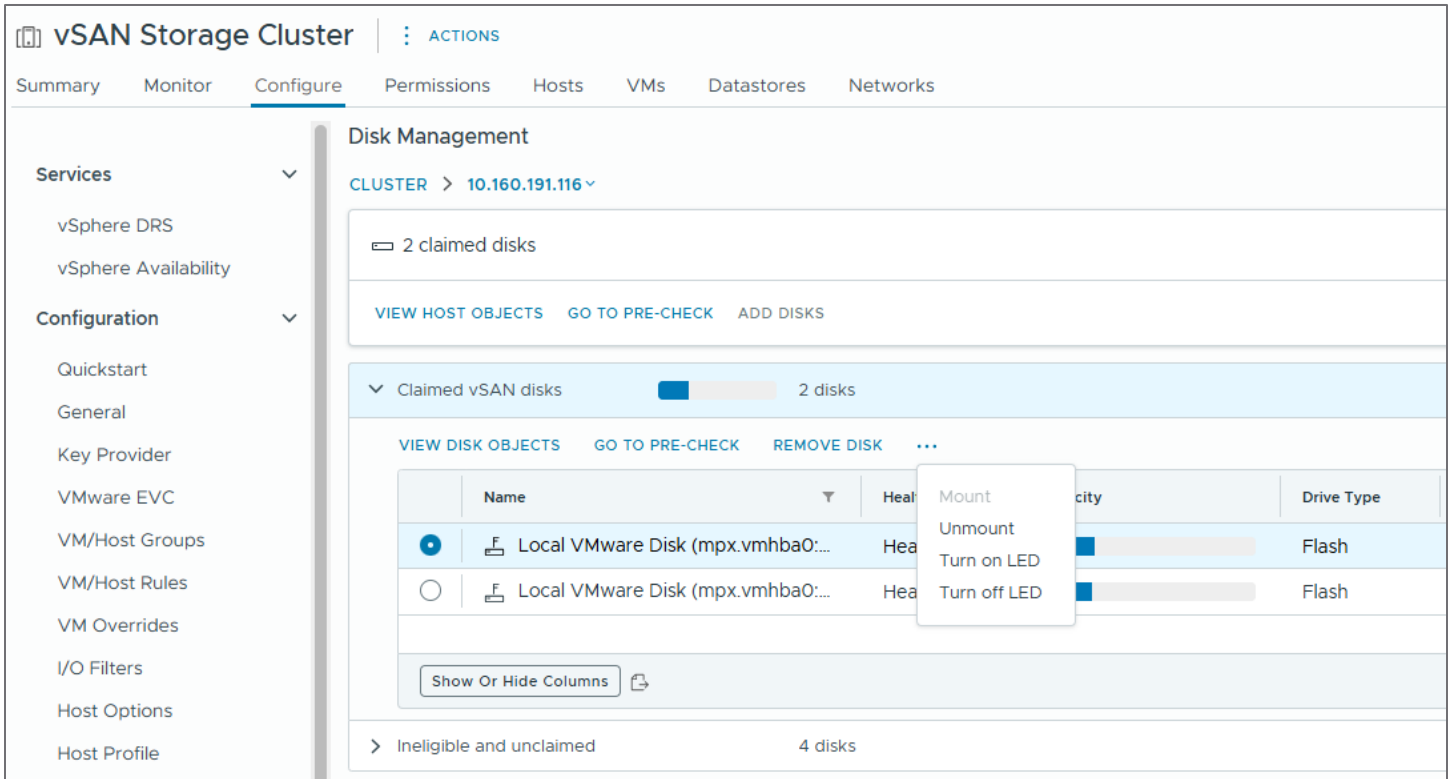 vSAN Storage Cluster ACTIONS
Summary Monitor Configure Permissions Hosts VMs Datastores Networks
Services
vSphere DRS
vSphere Availability
Configuration
Quickstart
General
Key Provider
VMware EVC
VM/Host Groups
VM/Host Rules
VM Overrides
I/O Filters
Host Options
Host Profile
Disk Management
CLUSTER > 10.160.191.116
2 claimed disks
VIEW HOST OBJECTS GO TO PRE-CHECK ADD DISKS
Claimed vSAN disks 2 disks
VIEW DISK OBJECTS GO TO PRE-CHECK REMOVE DISK ...
Name Heal city Drive Type
Local VMware Disk (mpx.vmhba0:... Hea Flash
Local VMware Disk (mpx.vmhba0:... Hea Flash
Mount
Unmount
Turn on LED
Turn off LED
Show Or Hide Columns
Ineligible and unclaimed 4 disks